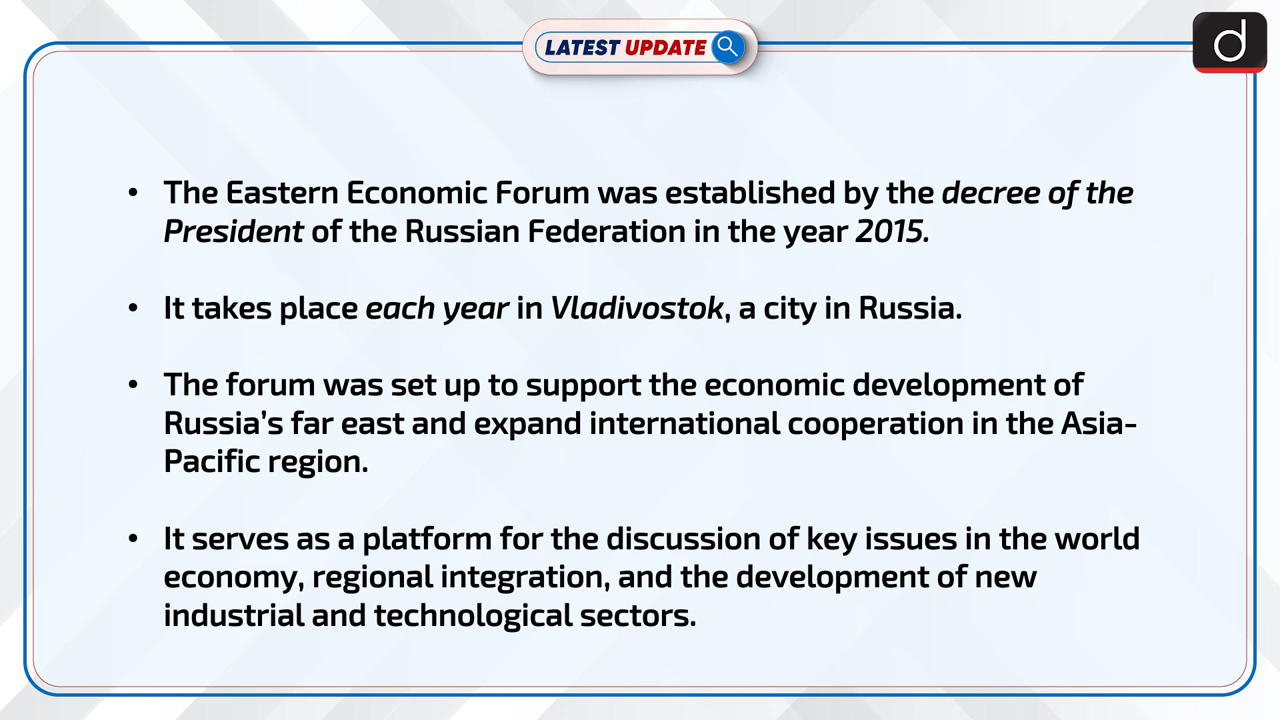 LATEST UPDATE
d
• The Eastern Economic Forum was established by the decree of the
President of the Russian Federation in the year 2015.
• It takes place each year in Vladivostok, a city in Russia.
• The forum was set up to support the economic development of
Russia’s far east and expand international cooperation in the Asia-
Pacific region.
• It serves as a platform for the discussion of key issues in the world
economy, regional integration, and the development of new
industrial and technological sectors.